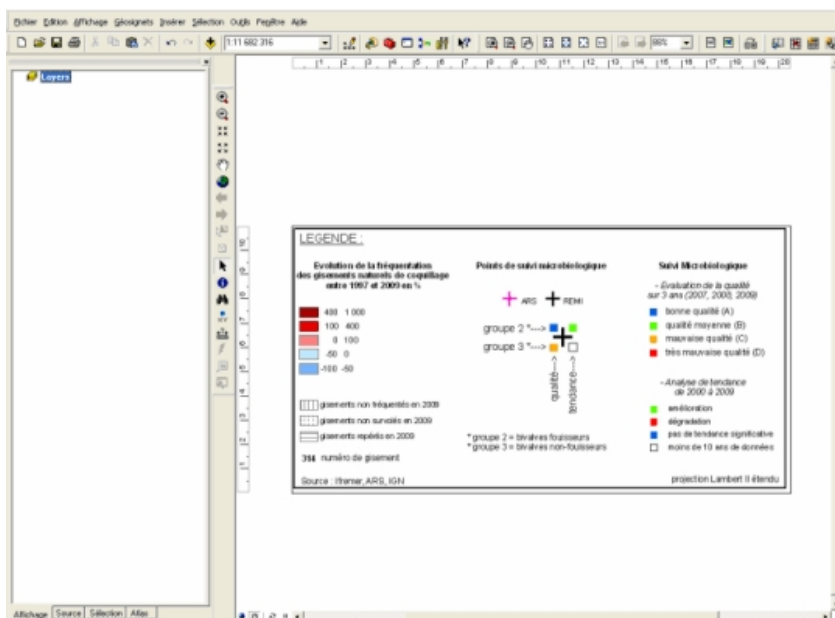 Fichier Edition Affichage Géosignets Insérer Sélection Outils Fenêtre Aide
1:11 692 316
Layers
LEGENDE :
Evolution de la fréquentation
des gisements naturels de coquillage
entre 1997 et 2009 en %
400 1 000
100 400
0 100
-50 0
-100 -50
gisements non fréquentés en 2009
gisements non survolés en 2009
gisements repérés en 2009
314 numéro de gisement
Source : Ifremer, ARS, IGN
Points de suivi microbiologique
ARS REMI
groupe 2 *--->
groupe 3 *--->
qualité--->
tendance--->
* groupe 2 = bivalves fouisseurs
* groupe 3 = bivalves non-fouisseurs
Suivi Microbiologique
- Evaluation de la qualité
sur 3 ans (2007, 2008, 2009)
bonne qualité (A)
qualité moyenne (B)
mauvaise qualité (C)
très mauvaise qualité (D)
- Analyse de tendance
de 2000 à 2009
amélioration
dégradation
pas de tendance significative
moins de 10 ans de données
projection Lambert II étendu
Affichage Source Sélection Atlas